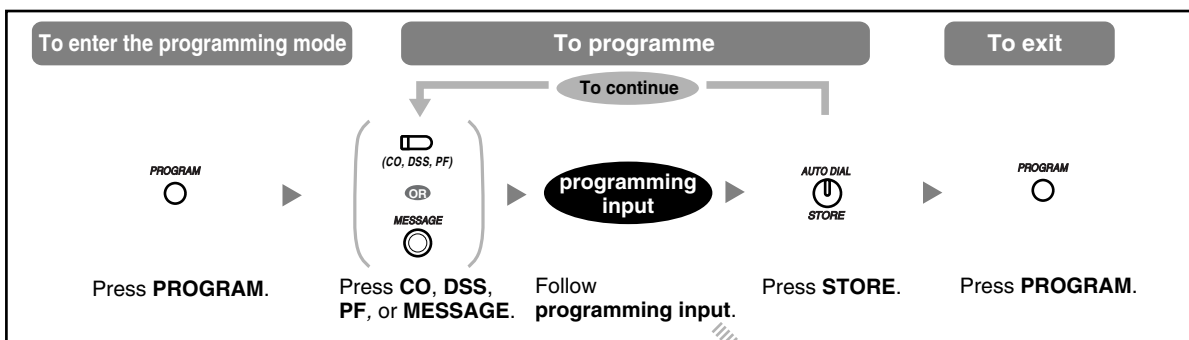 To enter the programming mode
To programme
To exit
To continue
PROGRAM
(CO, DSS, PF)
OR
MESSAGE
programming
input
AUTO DIAL
STORE
PROGRAM
Press PROGRAM.
Press CO, DSS,
PF, or MESSAGE.
Follow
programming input.
Press STORE.
Press PROGRAM.